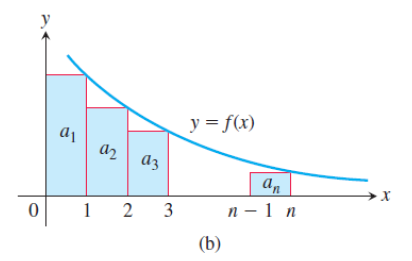 y
y = f(x)
a₁
a₂
a₃
aₙ
x
0 1 2 3 n − 1 n
(b)